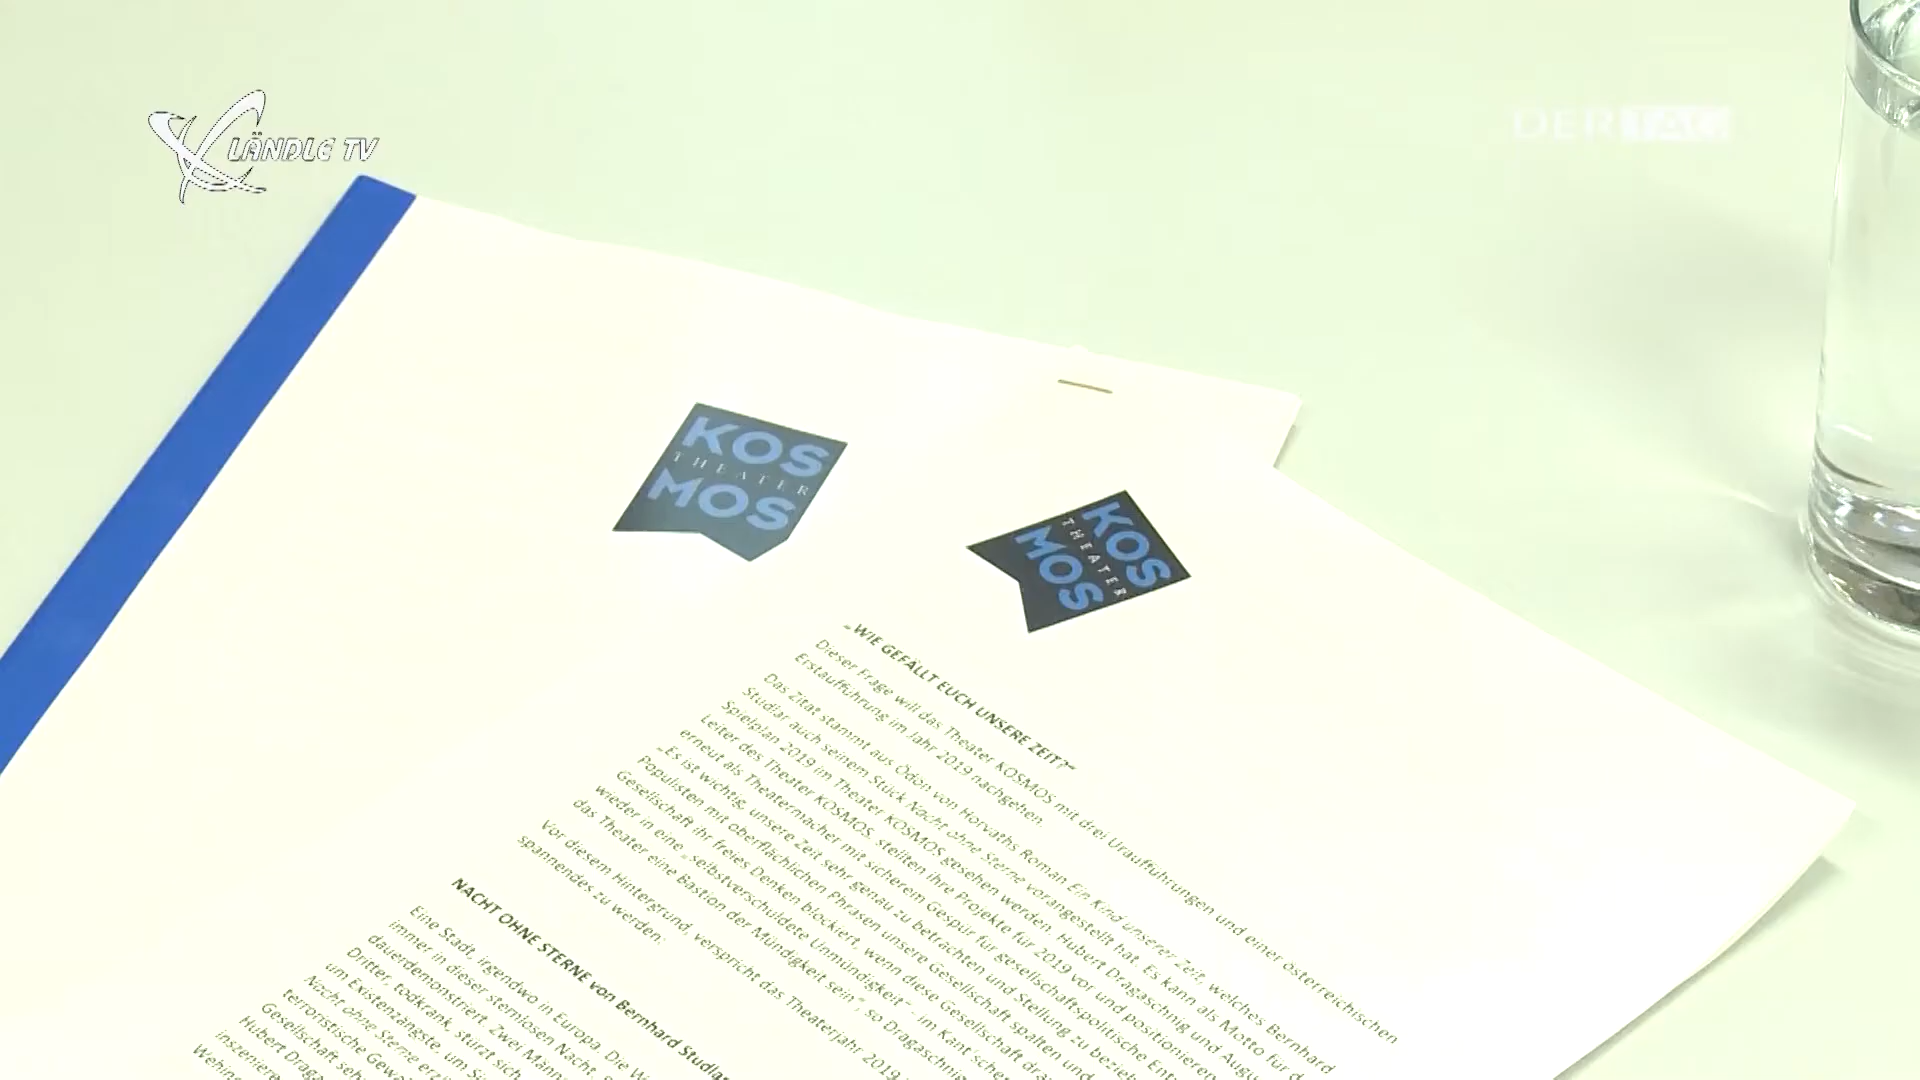 LÄNDLE TV
DER TAG
KOS
THEATER
MOS
KOS
THEATER
MOS
„WIE GEFÄLLT EUCH UNSERE ZEIT?“
Dieser Frage will das Theater KOSMOS mit drei Uraufführungen und einer österreichischen
Erstaufführung im Jahr 2019 nachgehen.
Das Zitat stammt aus Ödon von Horvaths Roman Ein Kind unserer Zeit, welches Bernhard
Studlar auch seinem Stück Nacht ohne Sterne vorangestellt hat. Es kann als Motto für d
Spielplan 2019 im Theater KOSMOS gesehen werden. Hubert Dragaschnig und Augu
Leiter des Theater KOSMOS, stellten ihre Projekte für 2019 vor und positionieren
erneut als Theatermacher mit sicherem Gespür für gesellschaftspolitische Ent
„Es ist wichtig, unsere Zeit sehr genau zu betrachten und Stellung zu bezieh
Populisten mit oberflächlichen Phrasen unsere Gesellschaft spalten und
Gesellschaft ihr freies Denken blockiert, wenn diese Gesellschaft dra
wieder in eine „selbstverschuldete Unmündigkeit“ - im Kant'sche
das Theater eine Bastion der Mündigkeit sein“, so Dragaschnig
Vor diesem Hintergrund, verspricht das Theaterjahr 2019
spannendes zu werden:
NACHT OHNE STERNE von Bernhard Studlar
Eine Stadt, irgendwo in Europa. Die W
immer in dieser sternlosen Nacht,
dauerdemonstriert. Zwei Männ
Dritter, todkrank, stürzt sich
um Existenzängste, um
Nacht ohne Sterne erz
terroristische Gewa
Gesellschaft seh
Hubert Draga
inszeniere
Wehin